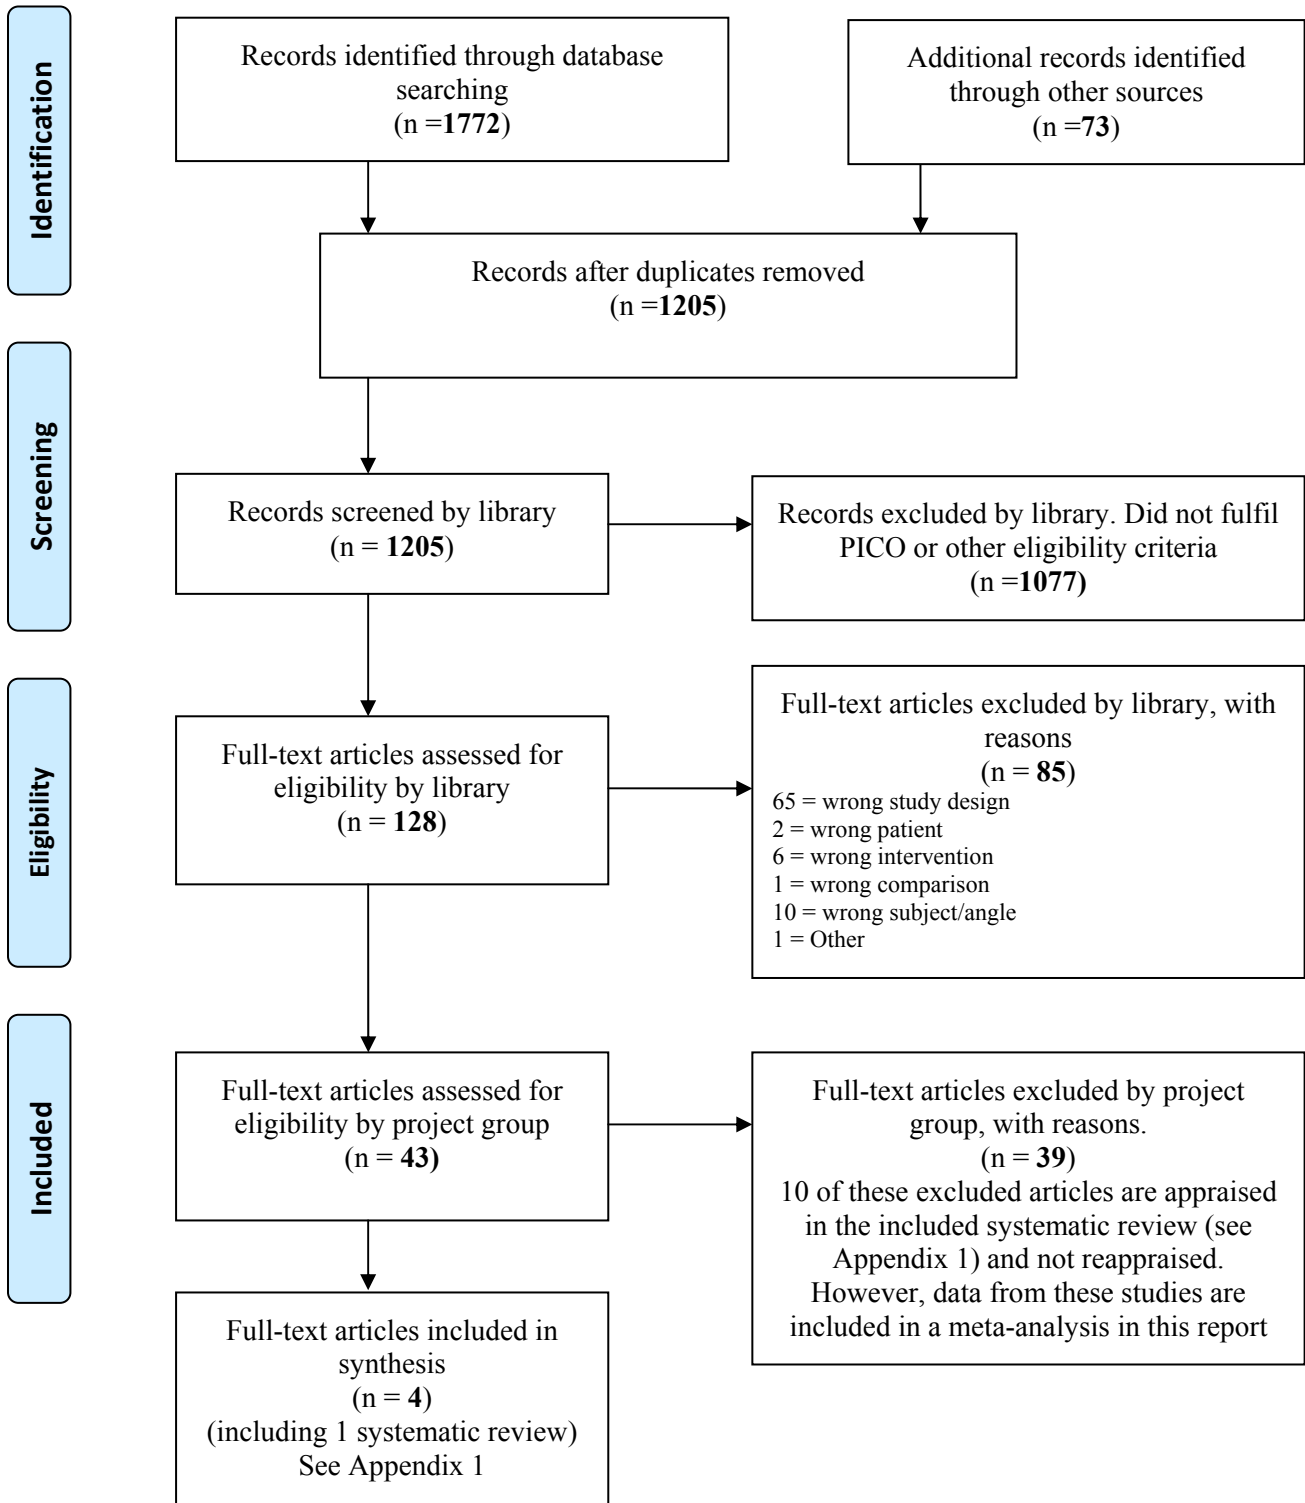 Identification
Records identified through database
searching
(n =1772)
Additional records identified
through other sources
(n =73)
Records after duplicates removed
(n =1205)
Screening
Records screened by library
(n = 1205)
Records excluded by library. Did not fulfil
PICO or other eligibility criteria
(n =1077)
Eligibility
Full-text articles assessed for
eligibility by library
(n = 128)
Full-text articles excluded by library, with
reasons
(n = 85)
65 = wrong study design
2 = wrong patient
6 = wrong intervention
1 = wrong comparison
10 = wrong subject/angle
1 = Other
Included
Full-text articles assessed for
eligibility by project group
(n = 43)
Full-text articles excluded by project
group, with reasons.
(n = 39)
10 of these excluded articles are appraised
in the included systematic review (see
Appendix 1) and not reappraised.
However, data from these studies are
included in a meta-analysis in this report
Full-text articles included in
synthesis
(n = 4)
(including 1 systematic review)
See Appendix 1